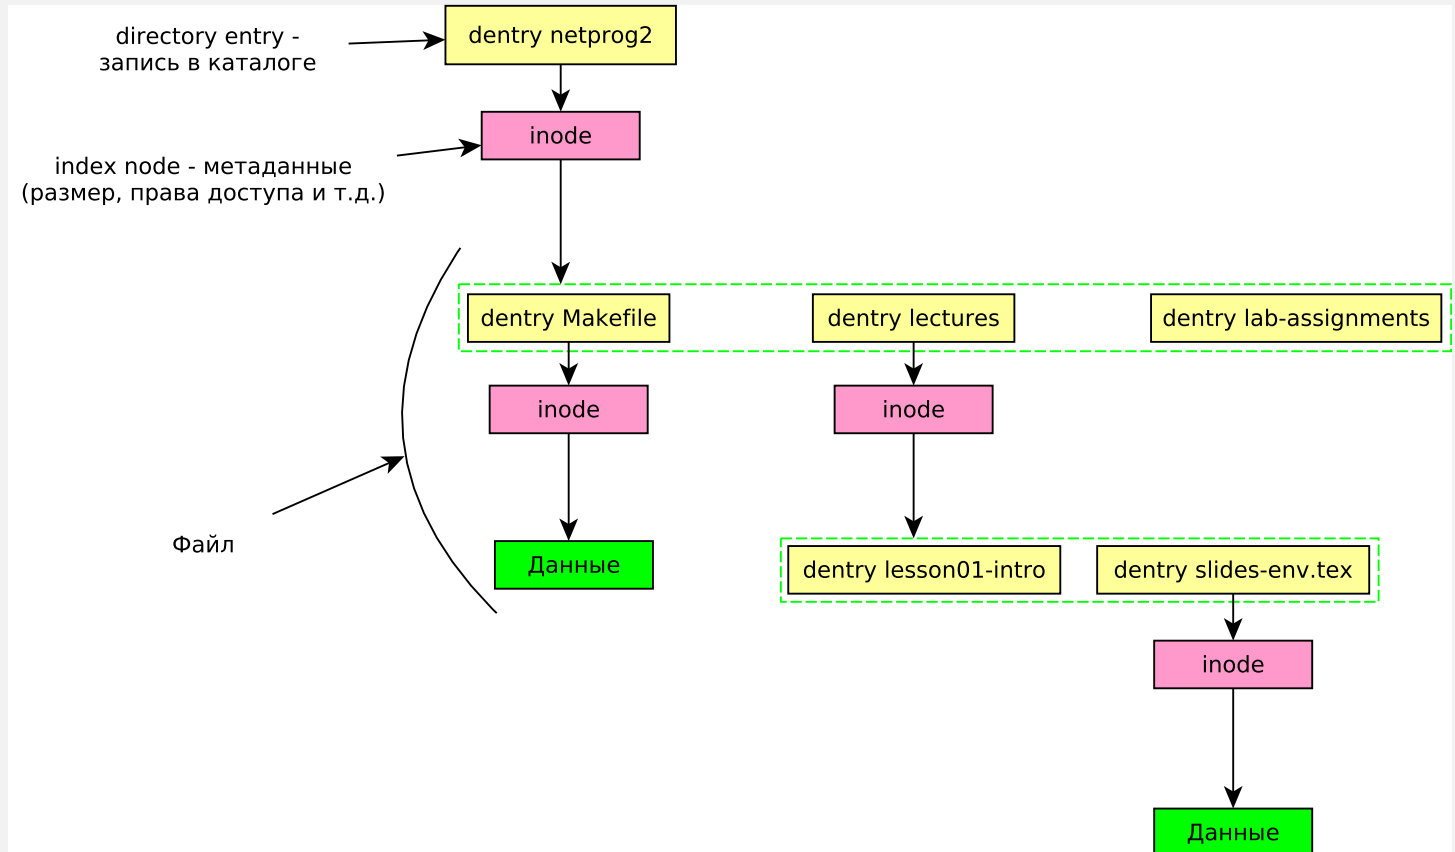 directory entry -
запись в каталоге
dentry netprog2
inode
index node - метаданные
(размер, права доступа и т.д.)
dentry Makefile
dentry lectures
dentry lab-assignments
inode
inode
Файл
Данные
dentry lesson01-intro
dentry slides-env.tex
inode
Данные